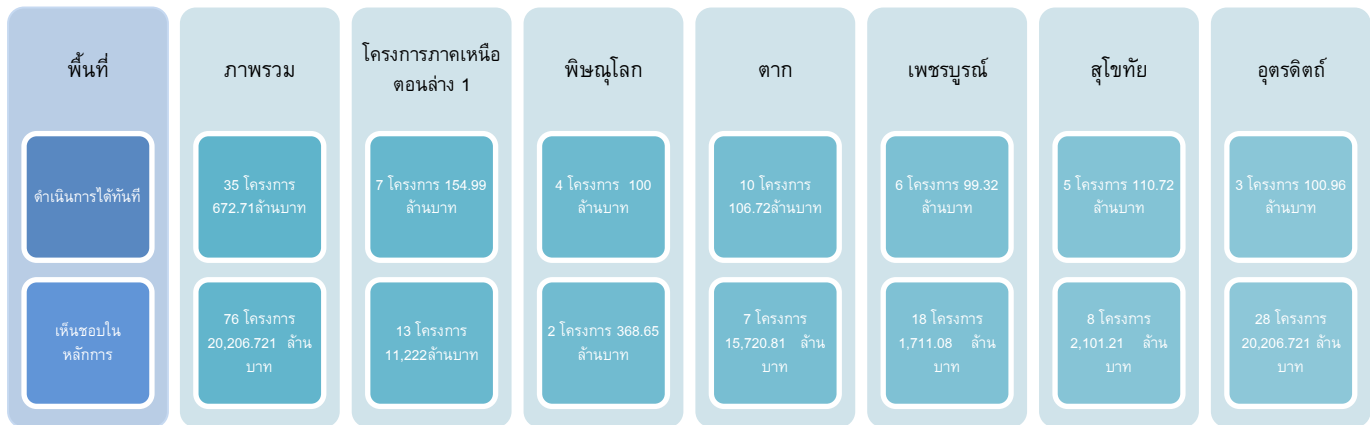 พื้นที่
ภาพรวม
โครงการภาคเหนือ
ตอนล่าง 1
พิษณุโลก
ตาก
เพชรบูรณ์
สุโขทัย
อุตรดิตถ์
ดำเนินการได้ทันที
35 โครงการ
672.71ล้านบาท
7 โครงการ 154.99
ล้านบาท
4 โครงการ 100
ล้านบาท
10 โครงการ
106.72ล้านบาท
6 โครงการ 99.32
ล้านบาท
5 โครงการ 110.72
ล้านบาท
3 โครงการ 100.96
ล้านบาท
เห็นชอบใน
หลักการ
76 โครงการ
20,206.721 ล้าน
บาท
13 โครงการ
11,222ล้านบาท
2 โครงการ 368.65
ล้านบาท
7 โครงการ
15,720.81 ล้าน
บาท
18 โครงการ
1,711.08 ล้าน
บาท
8 โครงการ
2,101.21 ล้าน
บาท
28 โครงการ
20,206.721 ล้าน
บาท